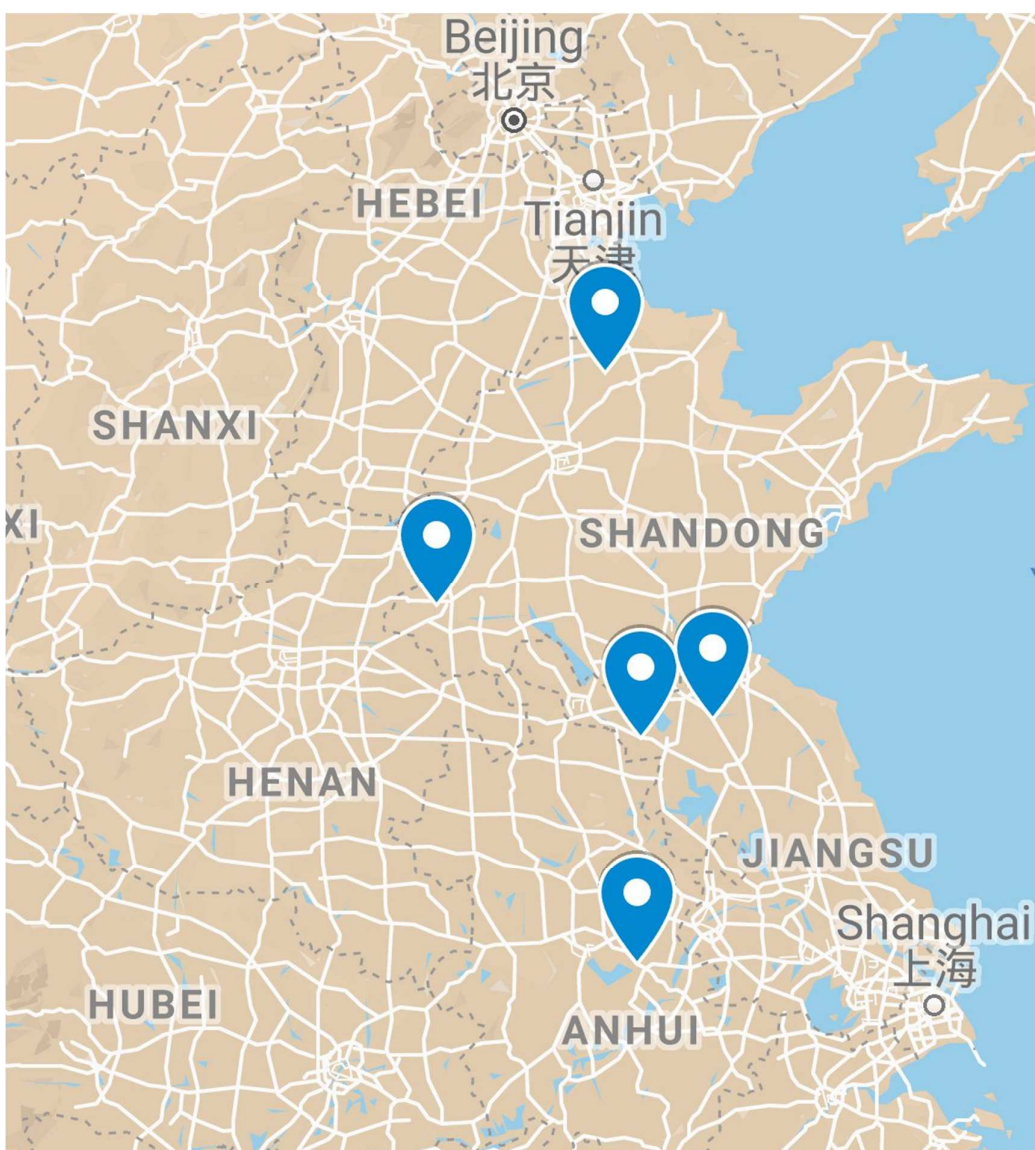 Beijing
北京
HEBEI
Tianjin
天津
SHANXI
XI
SHANDONG
HENAN
JIANGSU
Shanghai
上海
HUBEI
ANHUI